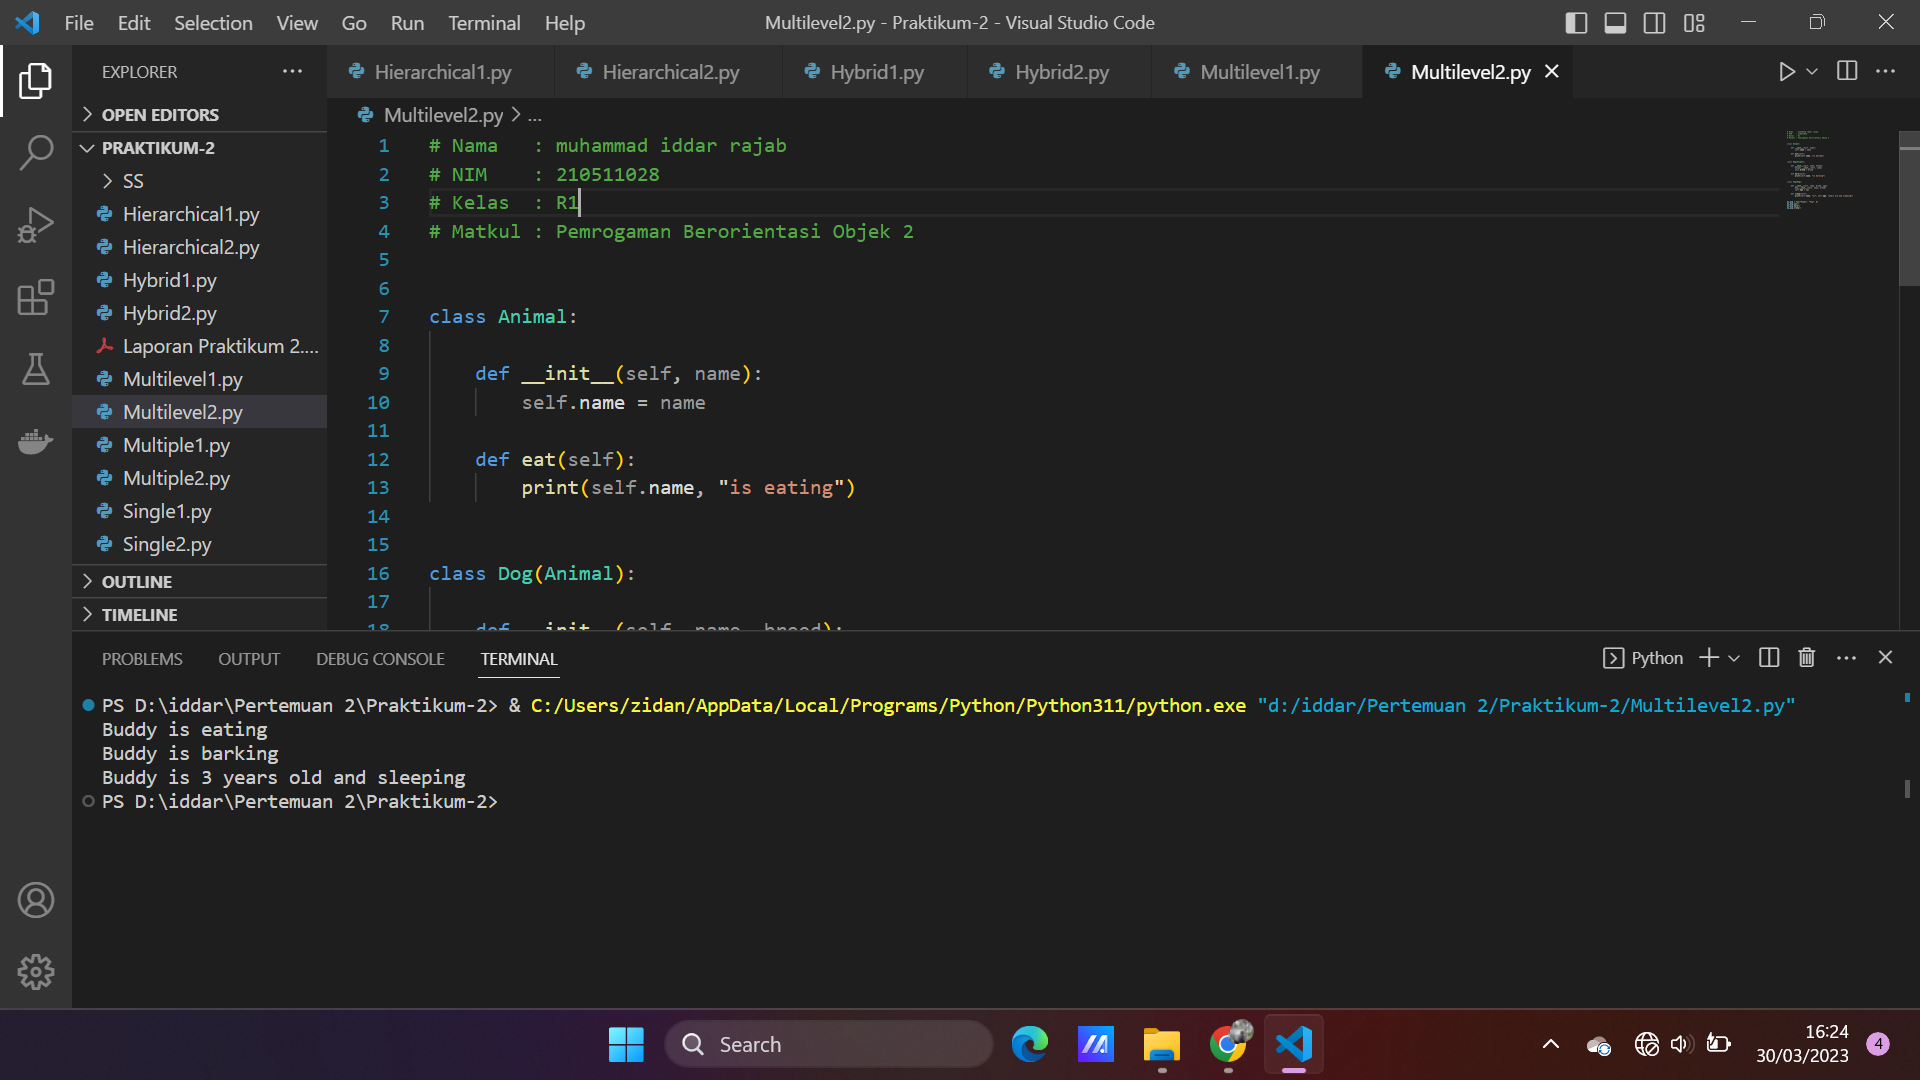 File Edit Selection View Go Run Terminal Help
Multilevel2.py - Praktikum-2 - Visual Studio Code
EXPLORER
OPEN EDITORS
PRAKTIKUM-2
SS
Hierarchical1.py
Hierarchical2.py
Hybrid1.py
Hybrid2.py
Laporan Praktikum 2....
Multilevel1.py
Multilevel2.py
Multiple1.py
Multiple2.py
Single1.py
Single2.py
OUTLINE
TIMELINE
Hierarchical1.py Hierarchical2.py Hybrid1.py Hybrid2.py Multilevel1.py Multilevel2.py
Multilevel2.py > ...
1 # Nama   : muhammad iddar rajab
2 # NIM    : 210511028
3 # Kelas  : R1
4 # Matkul : Pemrogaman Berorientasi Objek 2
5
6
7 class Animal:
8
9     def __init__(self, name):
10         self.name = name
11
12     def eat(self):
13         print(self.name, "is eating")
14
15
16 class Dog(Animal):
17
18     def __init__(self, name, breed):
PROBLEMS OUTPUT DEBUG CONSOLE TERMINAL
Python
PS D:\iddar\Pertemuan 2\Praktikum-2> & C:/Users/zidan/AppData/Local/Programs/Python/Python311/python.exe "d:/iddar/Pertemuan 2/Praktikum-2/Multilevel2.py"
Buddy is eating
Buddy is barking
Buddy is 3 years old and sleeping
PS D:\iddar\Pertemuan 2\Praktikum-2>
Search
16:24
30/03/2023
4